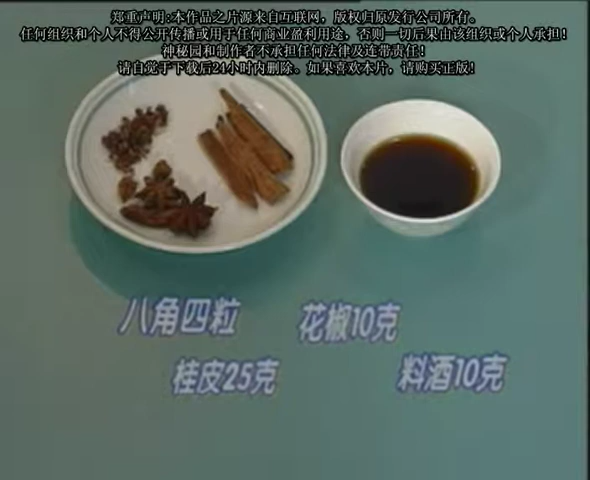 郑重声明:本作品之片源来自互联网，版权归原发行公司所有。
任何组织和个人不得公开传播或用于任何商业盈利用途，否则一切后果由该组织或个人承担！
神秘园和制作者不承担任何法律及连带责任！
请自觉于下载后24小时内删除。如果喜欢本片，请购买正版！
八角四粒 花椒10克
桂皮25克 料酒10克